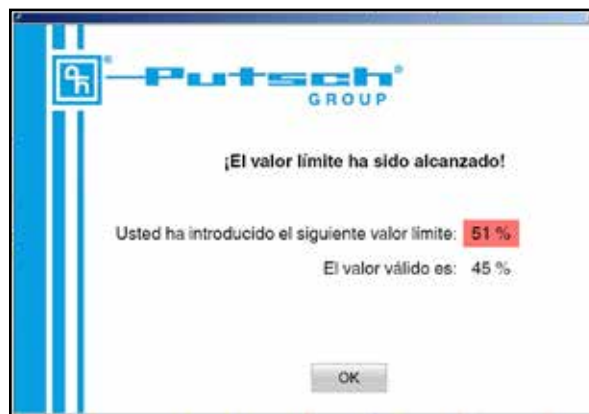 Putsch®
GROUP
¡El valor límite ha sido alcanzado!
Usted ha introducido el siguiente valor límite: 51 %
El valor válido es: 45 %
OK